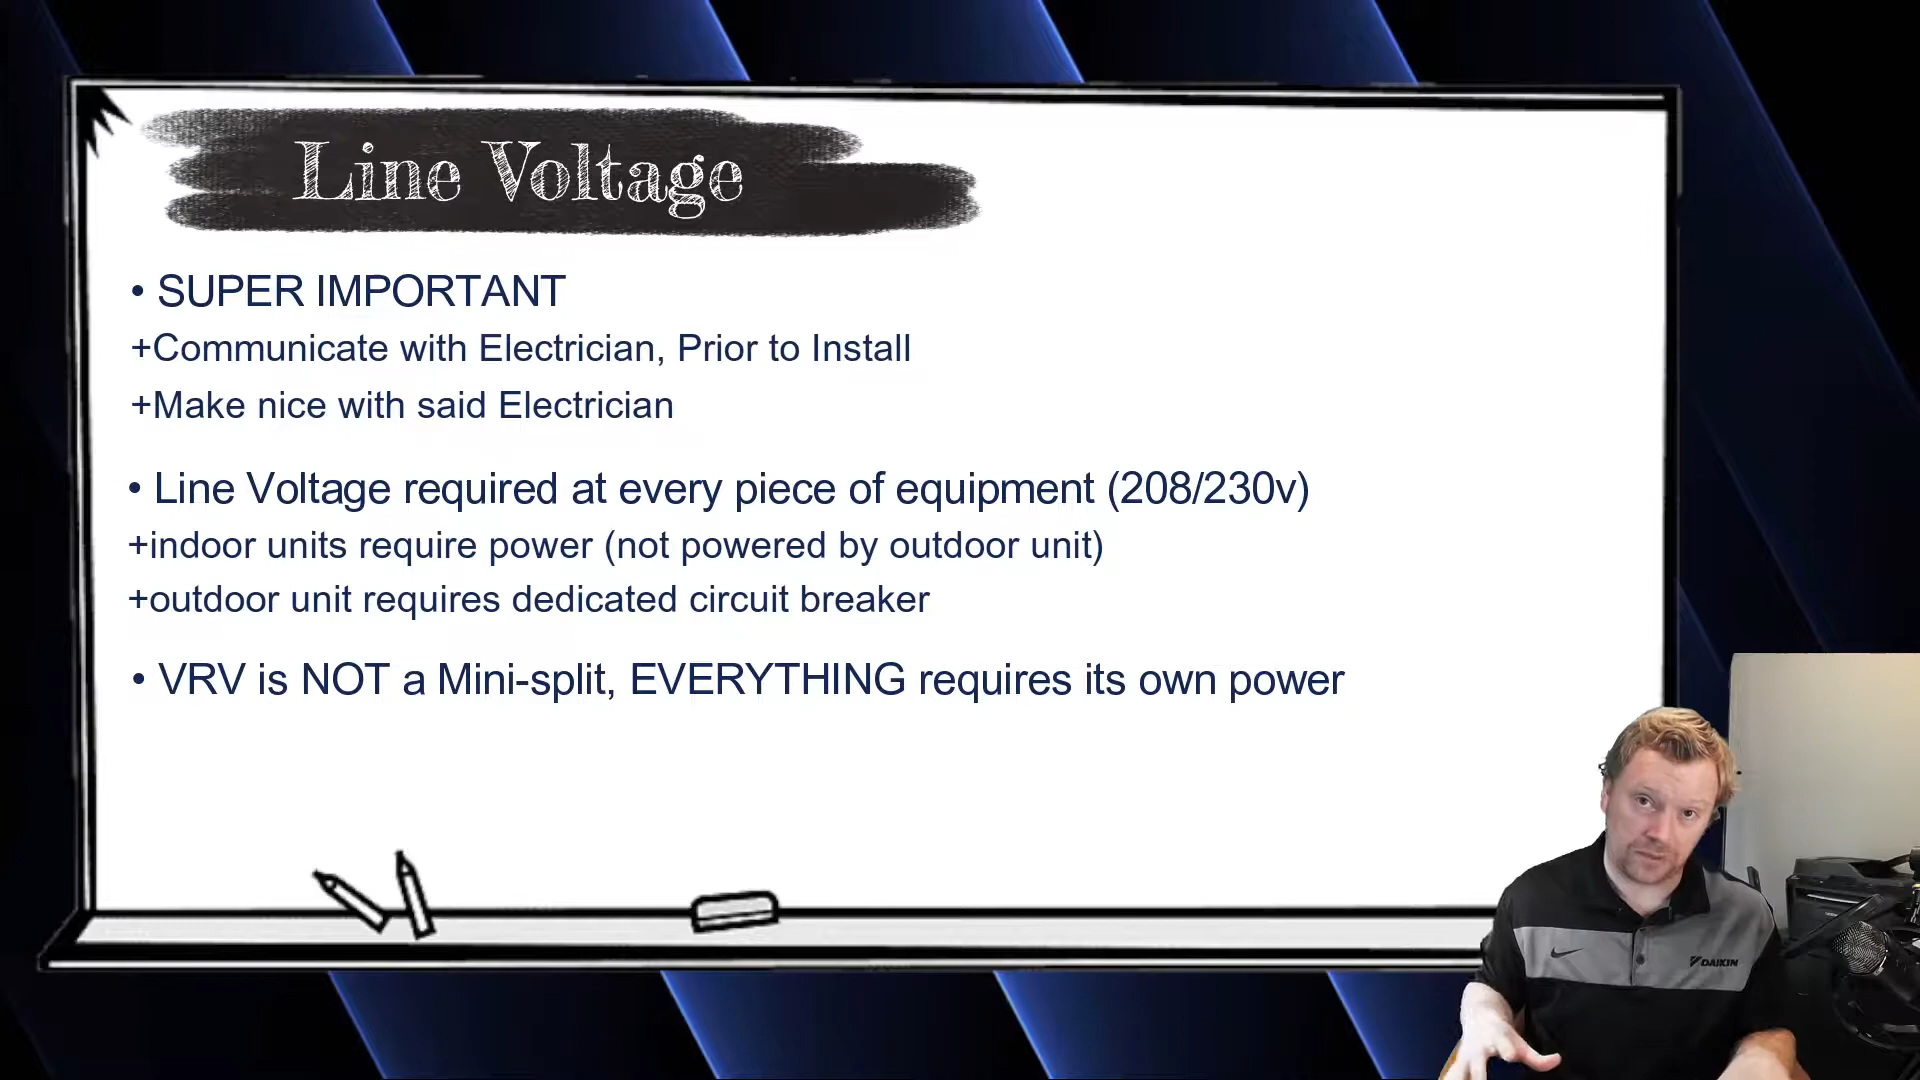 Line Voltage
• SUPER IMPORTANT
+Communicate with Electrician, Prior to Install
+Make nice with said Electrician
• Line Voltage required at every piece of equipment (208/230v)
+indoor units require power (not powered by outdoor unit)
+outdoor unit requires dedicated circuit breaker
• VRV is NOT a Mini-split, EVERYTHING requires its own power
DAIKIN